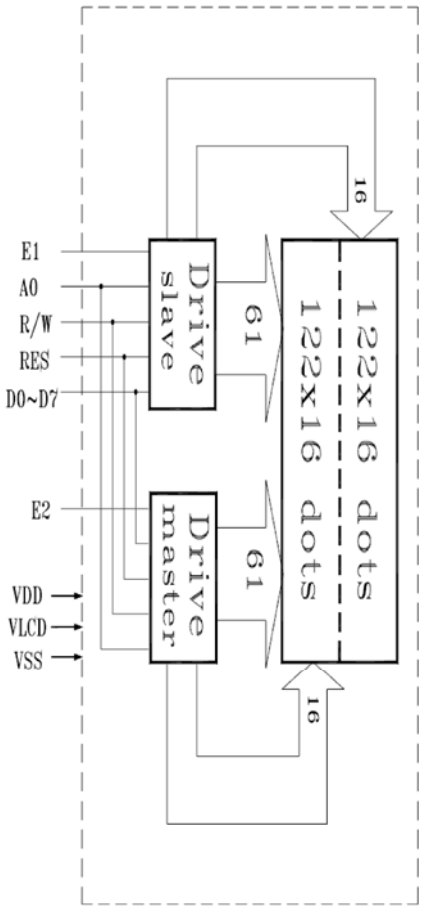 16
E1
A0
R/W
RES
D0~D7
Drive
slave
61
122x16 dots
122x16 dots
E2
Drive
master
61
VDD
VLCD
VSS
16